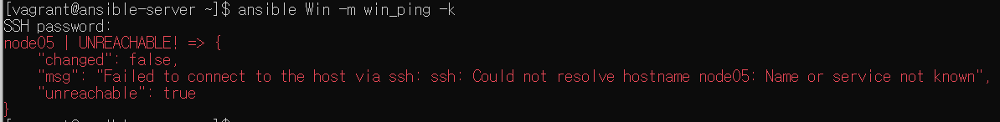 [vagrant@ansible-server ~]$ ansible Win -m win_ping -k
SSH password:
node05 | UNREACHABLE! => {
    "changed": false,
    "msg": "Failed to connect to the host via ssh: ssh: Could not resolve hostname node05: Name or service not known",
    "unreachable": true
}